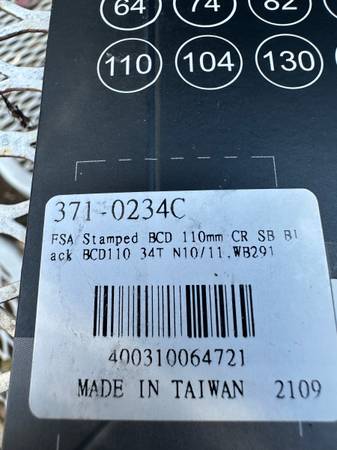 64 74 82
110 104 130
371-0234C
FSA Stamped BCD 110mm CR SB Bl
ack BCD110 34T N10/11,WB291
400310064721
MADE IN TAIWAN 2109